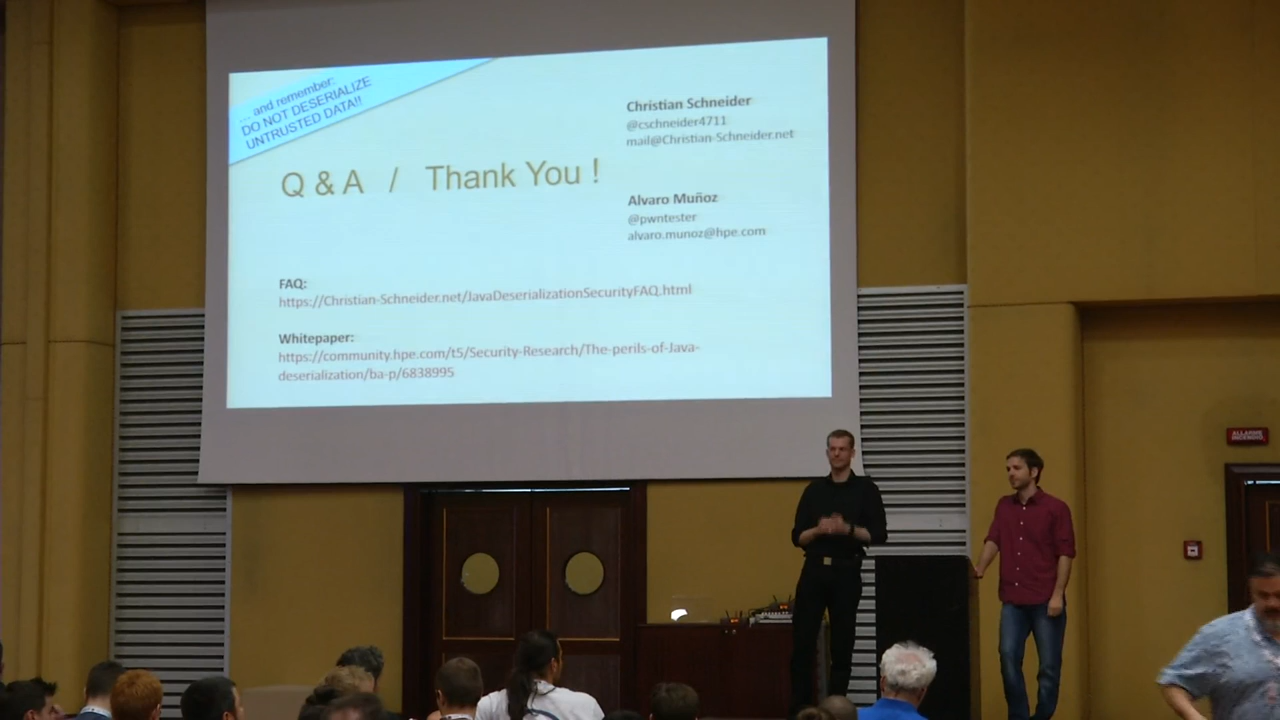 ... and remember:
DO NOT DESERIALIZE
UNTRUSTED DATA!!
Q & A / Thank You !
Christian Schneider
@cschneider4711
mail@Christian-Schneider.net
Alvaro Muñoz
@pwntester
alvaro.munoz@hpe.com
FAQ:
https://Christian-Schneider.net/JavaDeserializationSecurityFAQ.html
Whitepaper:
https://community.hpe.com/t5/Security-Research/The-perils-of-Java-
deserialization/ba-p/6838995
ALLARME
INCENDIO